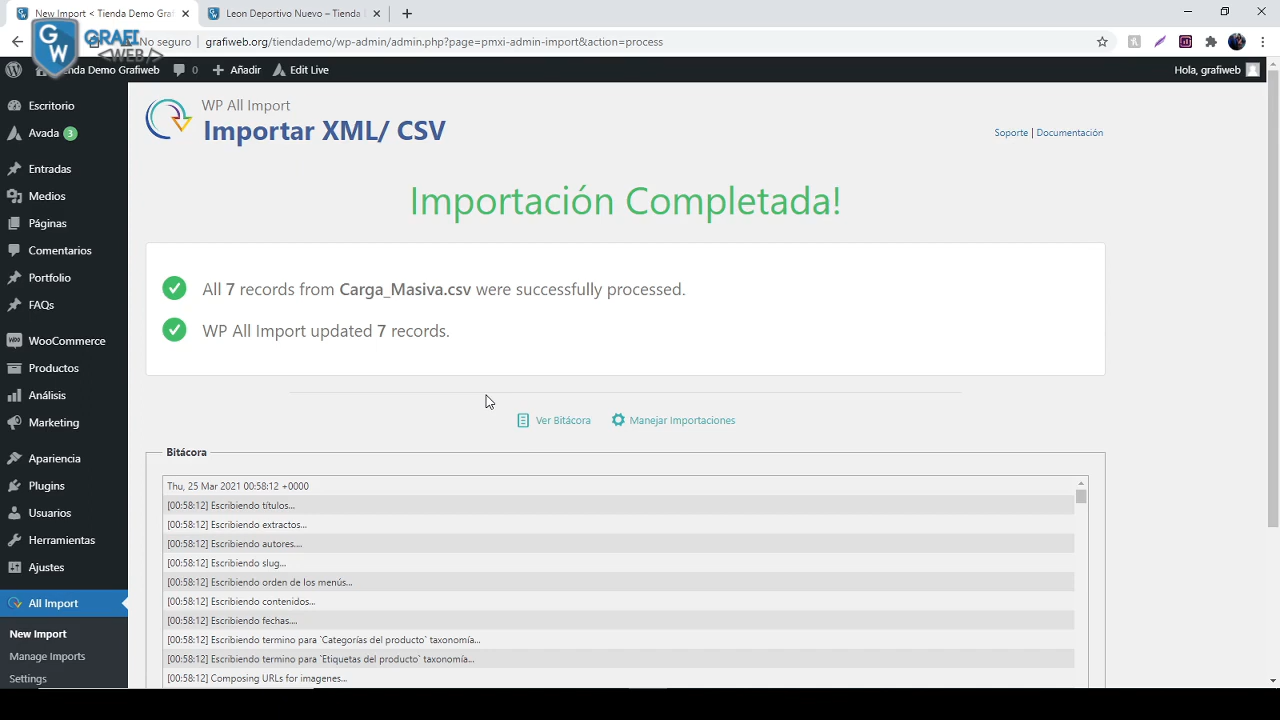 New Import < Tienda Demo Gra
Leon Deportivo Nuevo – Tienda
GW
GRAFI
<WEB/>
No seguro
grafiweb.org/tiendademo/wp-admin/admin.php?page=pmxi-admin-import&action=process
nda Demo Grafiweb
0
Añadir
Edit Live
Hola, grafiweb
Escritorio
Avada 3
Entradas
Medios
Páginas
Comentarios
Portfolio
FAQs
WooCommerce
Productos
Análisis
Marketing
Apariencia
Plugins
Usuarios
Herramientas
Ajustes
All Import
New Import
Manage Imports
Settings
WP All Import
Importar XML/ CSV
Soporte | Documentación
Importación Completada!
All 7 records from Carga_Masiva.csv were successfully processed.
WP All Import updated 7 records.
Ver Bitácora
Manejar Importaciones
Bitácora
Thu, 25 Mar 2021 00:58:12 +0000
[00:58:12] Escribiendo títulos...
[00:58:12] Escribiendo extractos...
[00:58:12] Escribiendo autores....
[00:58:12] Escribiendo slug...
[00:58:12] Escribiendo orden de los menús...
[00:58:12] Escribiendo contenidos...
[00:58:12] Escribiendo fechas....
[00:58:12] Escribiendo termino para `Categorías del producto` taxonomía...
[00:58:12] Escribiendo termino para `Etiquetas del producto` taxonomía...
[00:58:12] Composing URLs for imagenes...